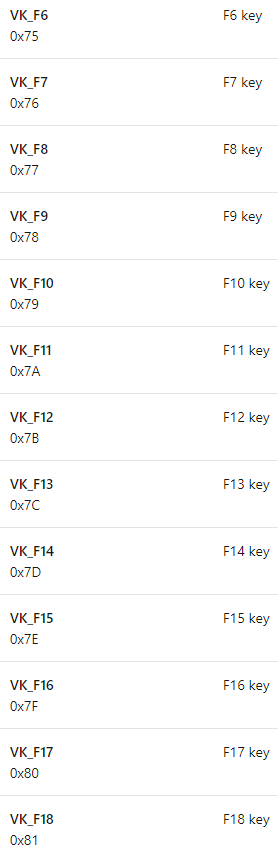 VK_F6 F6 key
0x75
VK_F7 F7 key
0x76
VK_F8 F8 key
0x77
VK_F9 F9 key
0x78
VK_F10 F10 key
0x79
VK_F11 F11 key
0x7A
VK_F12 F12 key
0x7B
VK_F13 F13 key
0x7C
VK_F14 F14 key
0x7D
VK_F15 F15 key
0x7E
VK_F16 F16 key
0x7F
VK_F17 F17 key
0x80
VK_F18 F18 key
0x81